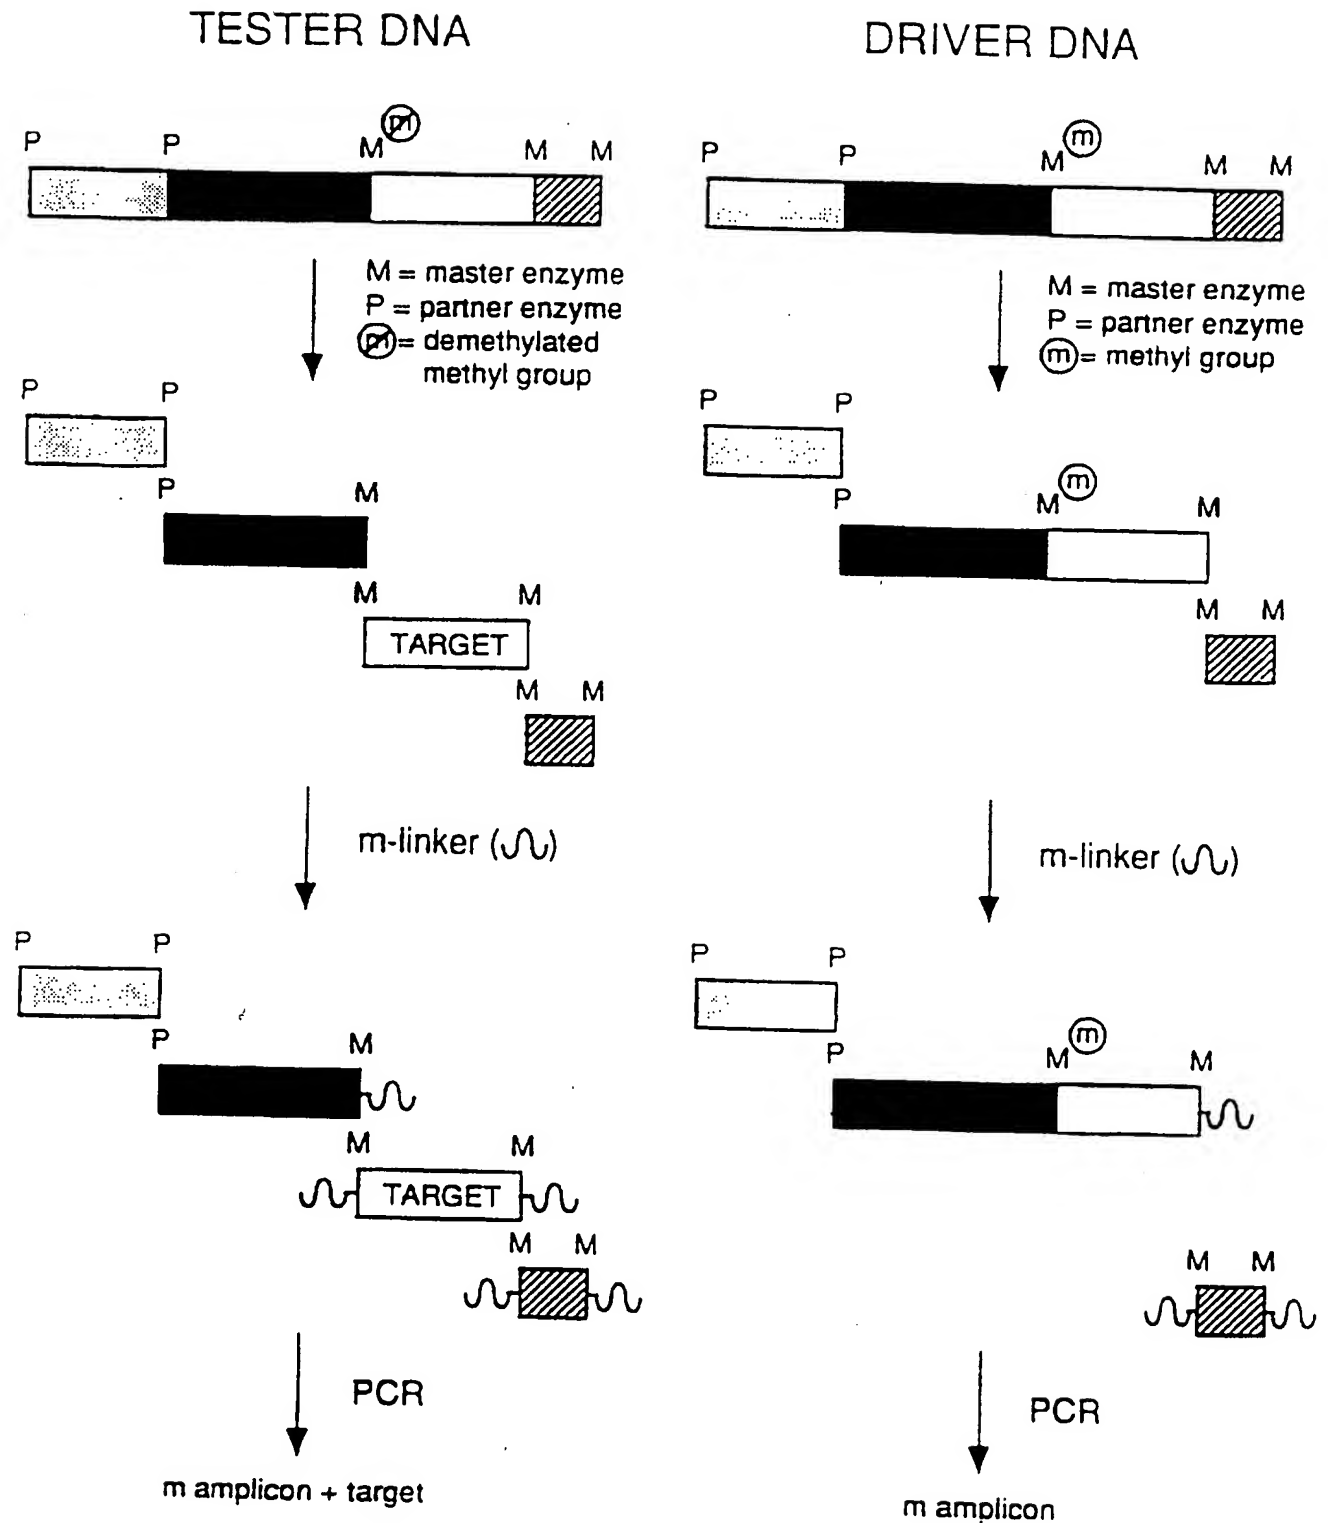 TESTER DNA
P P M m M M
M = master enzyme
P = partner enzyme
m = demethylated
methyl group
P P
P M
M M
TARGET
M M
m-linker ( )
P P
P M
M M
TARGET
M M
PCR
m amplicon + target
DRIVER DNA
P P M m M M
M = master enzyme
P = partner enzyme
m = methyl group
P P
P M m M
M M
m-linker ( )
P P
P M m M
M M
PCR
m amplicon